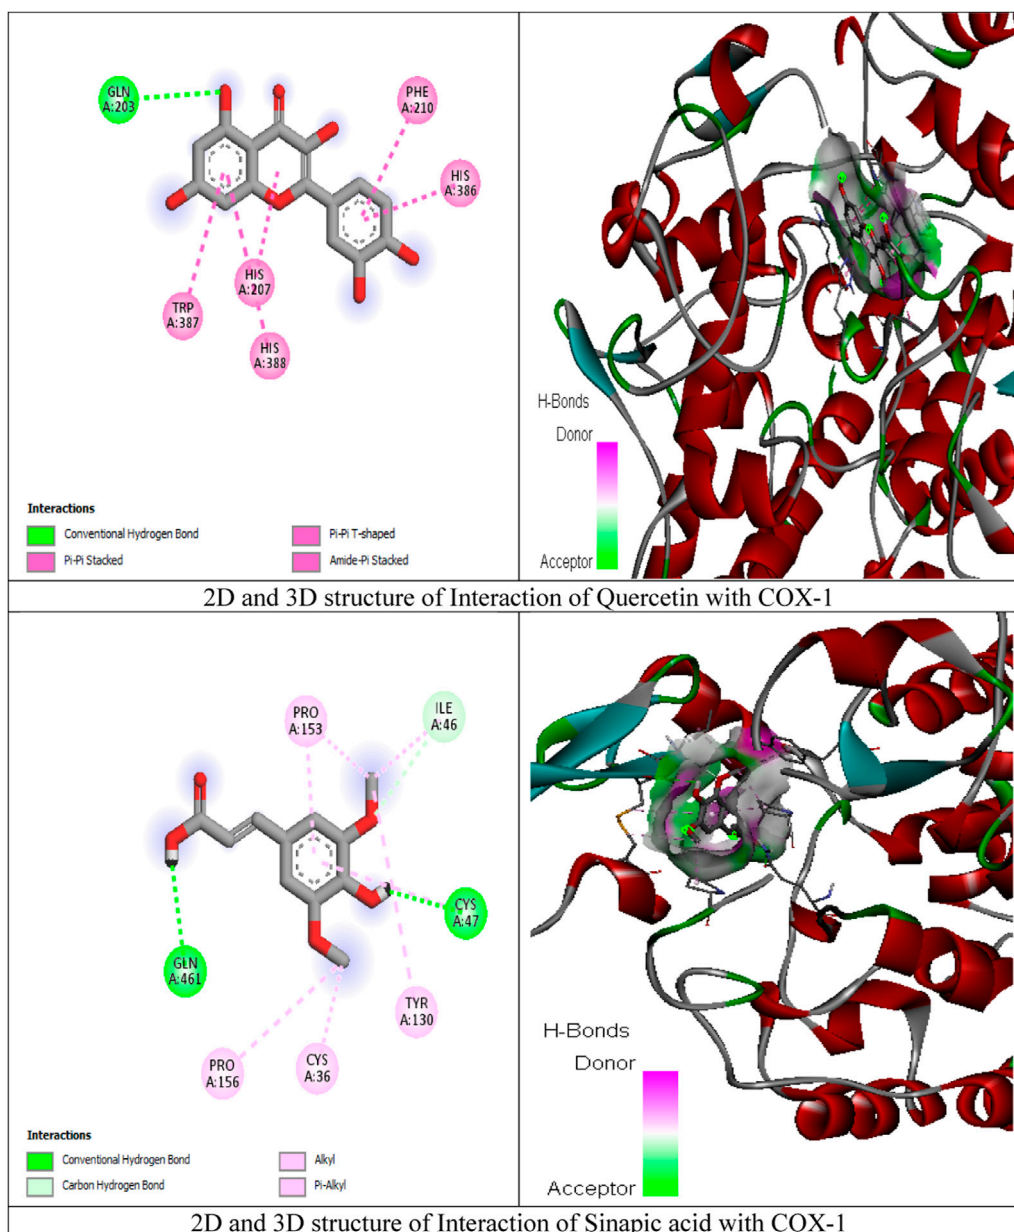 GLN
A:203
PHE
A:210
HIS
A:386
HIS
A:207
TRP
A:387
HIS
A:388
Interactions
Conventional Hydrogen Bond
Pi-Pi Stacked
Pi-Pi T-shaped
Amide-Pi Stacked
H-Bonds
Donor
Acceptor
2D and 3D structure of Interaction of Quercetin with COX-1
PRO
A:153
ILE
A:46
CYS
A:47
GLN
A:461
TYR
A:130
PRO
A:156
CYS
A:36
Interactions
Conventional Hydrogen Bond
Carbon Hydrogen Bond
Alkyl
Pi-Alkyl
H-Bonds
Donor
Acceptor
2D and 3D structure of Interaction of Sinapic acid with COX-1